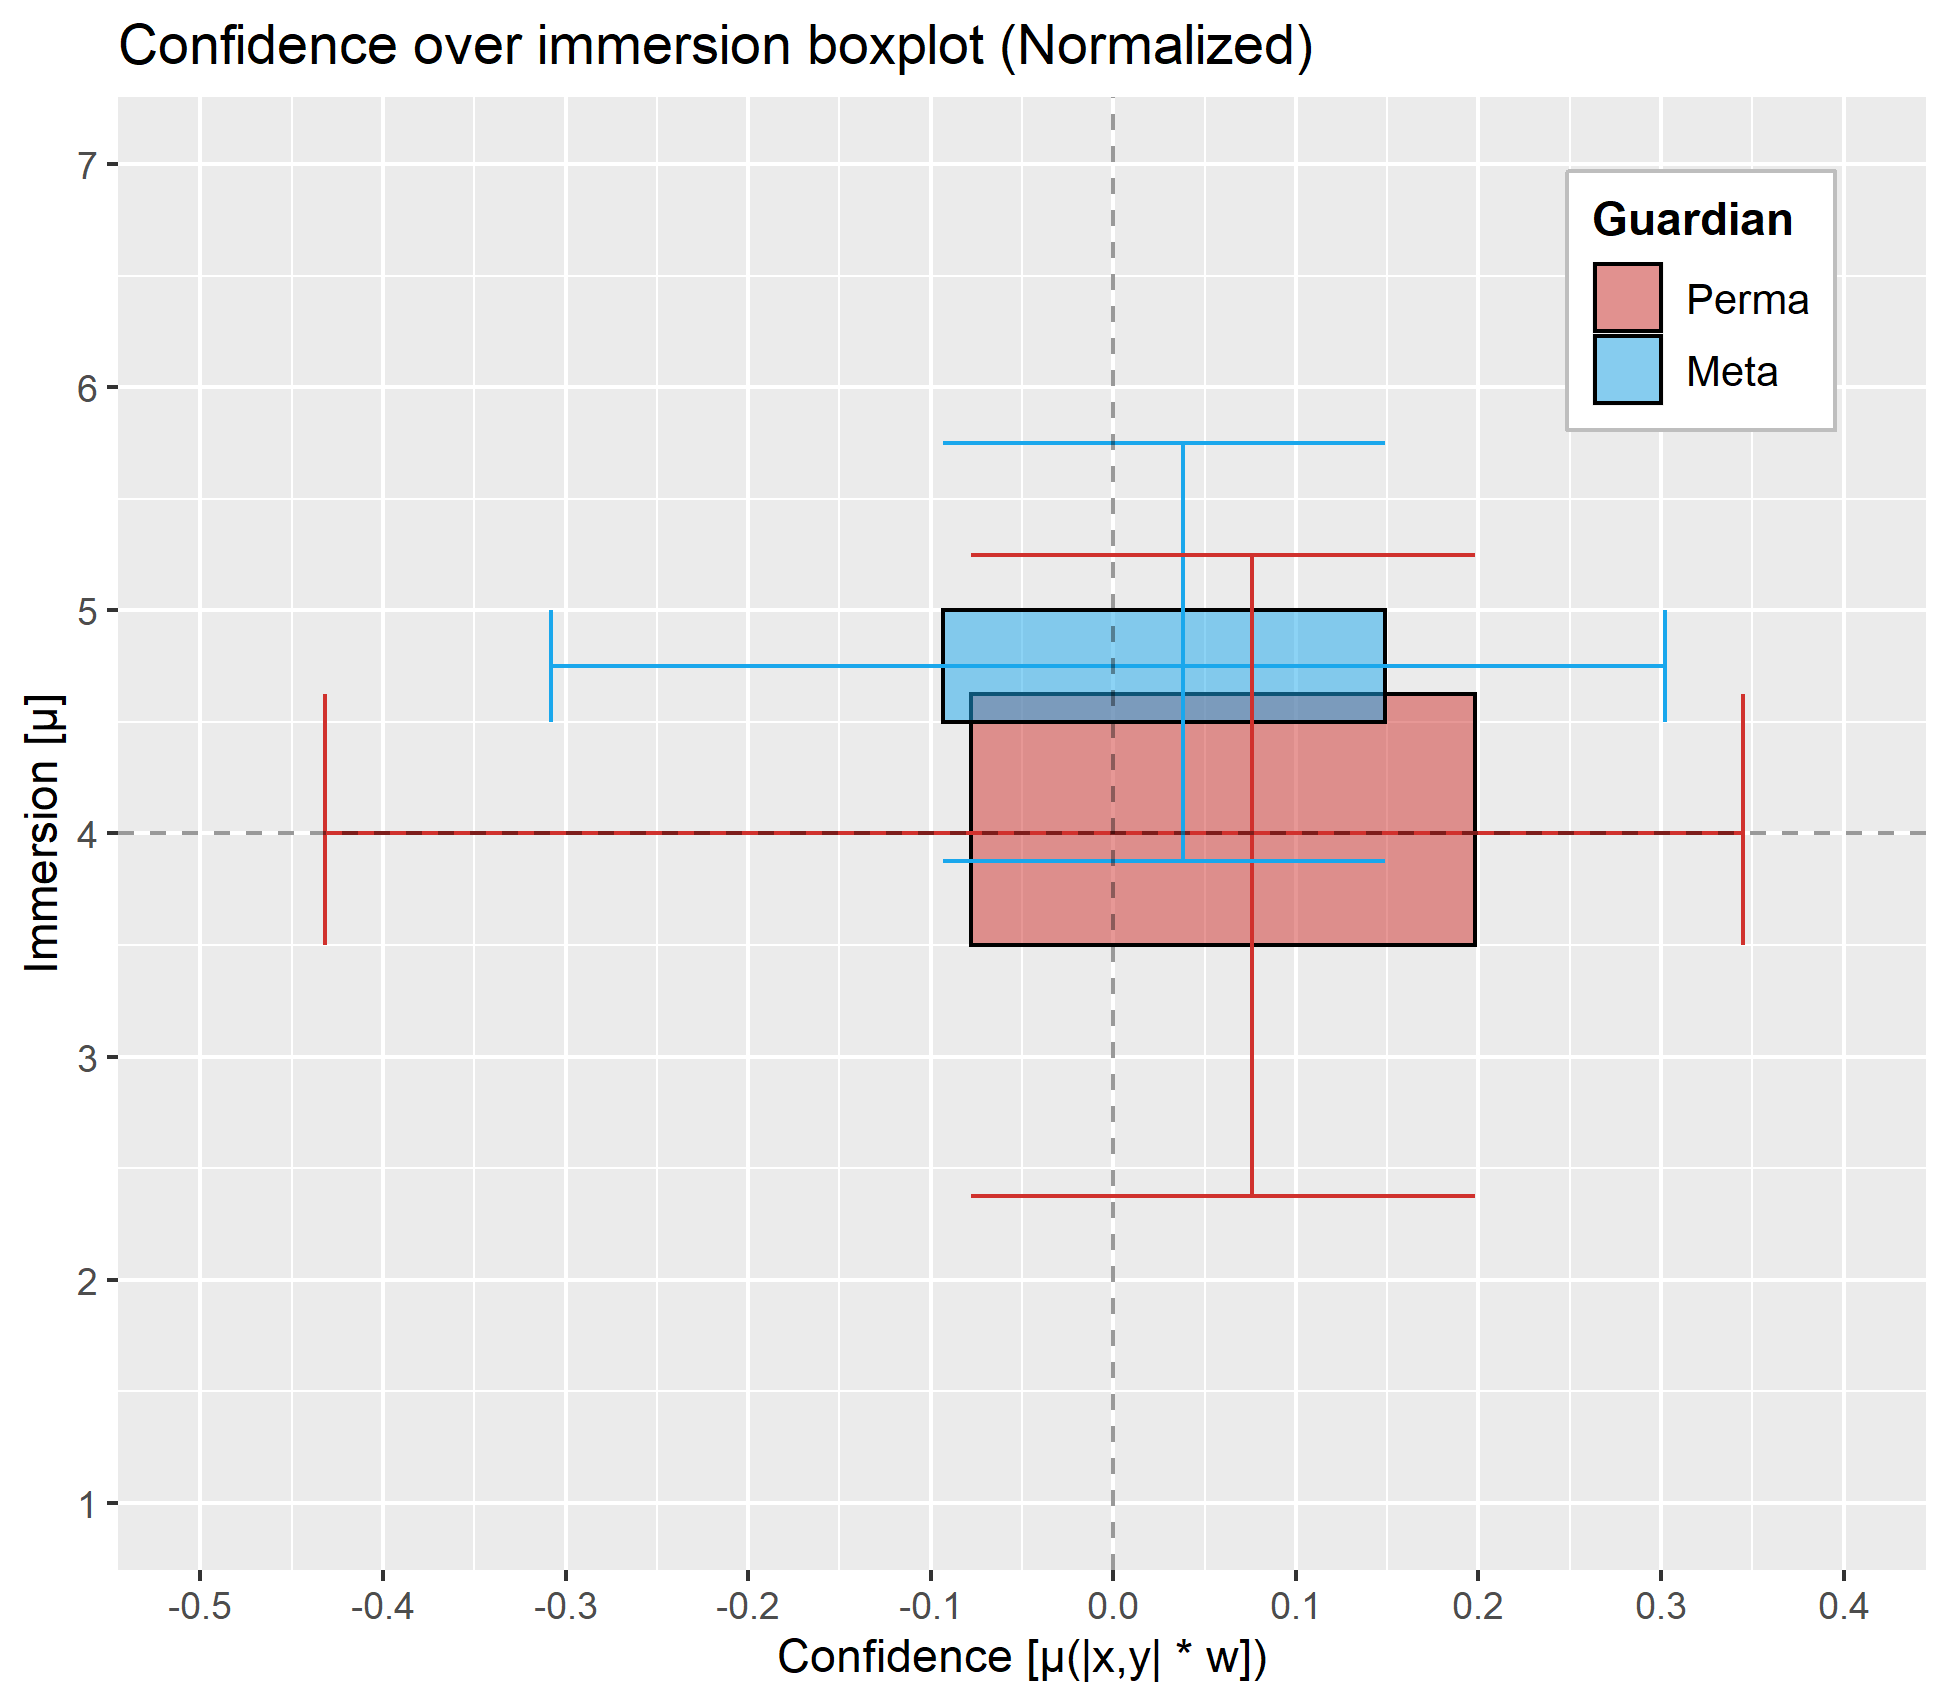 Confidence over immersion boxplot (Normalized)
Guardian
Perma
Meta
Immersion [µ]
7
6
5
4
3
2
1
-0.5 -0.4 -0.3 -0.2 -0.1 0.0 0.1 0.2 0.3 0.4
Confidence [µ(|x,y| * w])